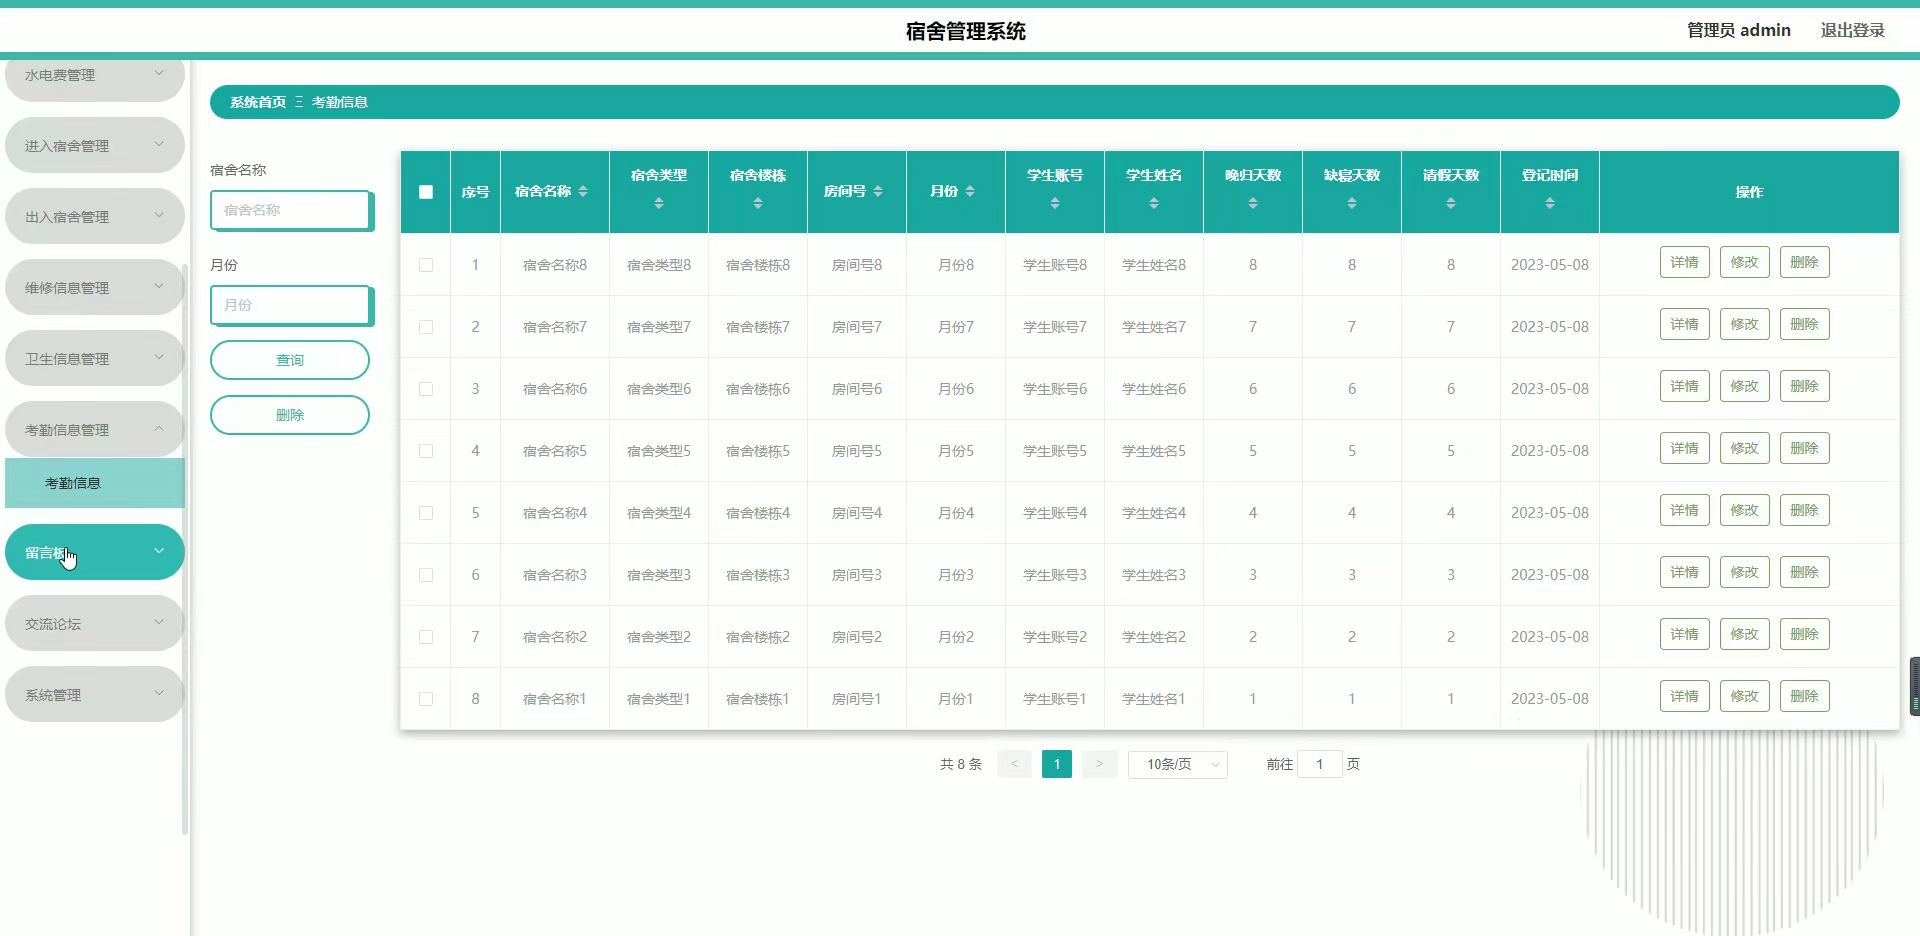 宿舍管理系统
管理员 admin 退出登录
水电费管理
进入宿舍管理
出入宿舍管理
维修信息管理
卫生信息管理
考勤信息管理
考勤信息
留言板
交流论坛
系统管理
系统首页 考勤信息
宿舍名称
宿舍名称
月份
月份
查询
删除
序号 宿舍名称 宿舍类型 宿舍楼栋 房间号 月份 学生账号 学生姓名 晚归天数 缺寝天数 请假天数 登记时间 操作
1 宿舍名称8 宿舍类型8 宿舍楼栋8 房间号8 月份8 学生账号8 学生姓名8 8 8 8 2023-05-08 详情 修改 删除
2 宿舍名称7 宿舍类型7 宿舍楼栋7 房间号7 月份7 学生账号7 学生姓名7 7 7 7 2023-05-08 详情 修改 删除
3 宿舍名称6 宿舍类型6 宿舍楼栋6 房间号6 月份6 学生账号6 学生姓名6 6 6 6 2023-05-08 详情 修改 删除
4 宿舍名称5 宿舍类型5 宿舍楼栋5 房间号5 月份5 学生账号5 学生姓名5 5 5 5 2023-05-08 详情 修改 删除
5 宿舍名称4 宿舍类型4 宿舍楼栋4 房间号4 月份4 学生账号4 学生姓名4 4 4 4 2023-05-08 详情 修改 删除
6 宿舍名称3 宿舍类型3 宿舍楼栋3 房间号3 月份3 学生账号3 学生姓名3 3 3 3 2023-05-08 详情 修改 删除
7 宿舍名称2 宿舍类型2 宿舍楼栋2 房间号2 月份2 学生账号2 学生姓名2 2 2 2 2023-05-08 详情 修改 删除
8 宿舍名称1 宿舍类型1 宿舍楼栋1 房间号1 月份1 学生账号1 学生姓名1 1 1 1 2023-05-08 详情 修改 删除
共 8 条 < 1 > 10条/页 前往 1 页